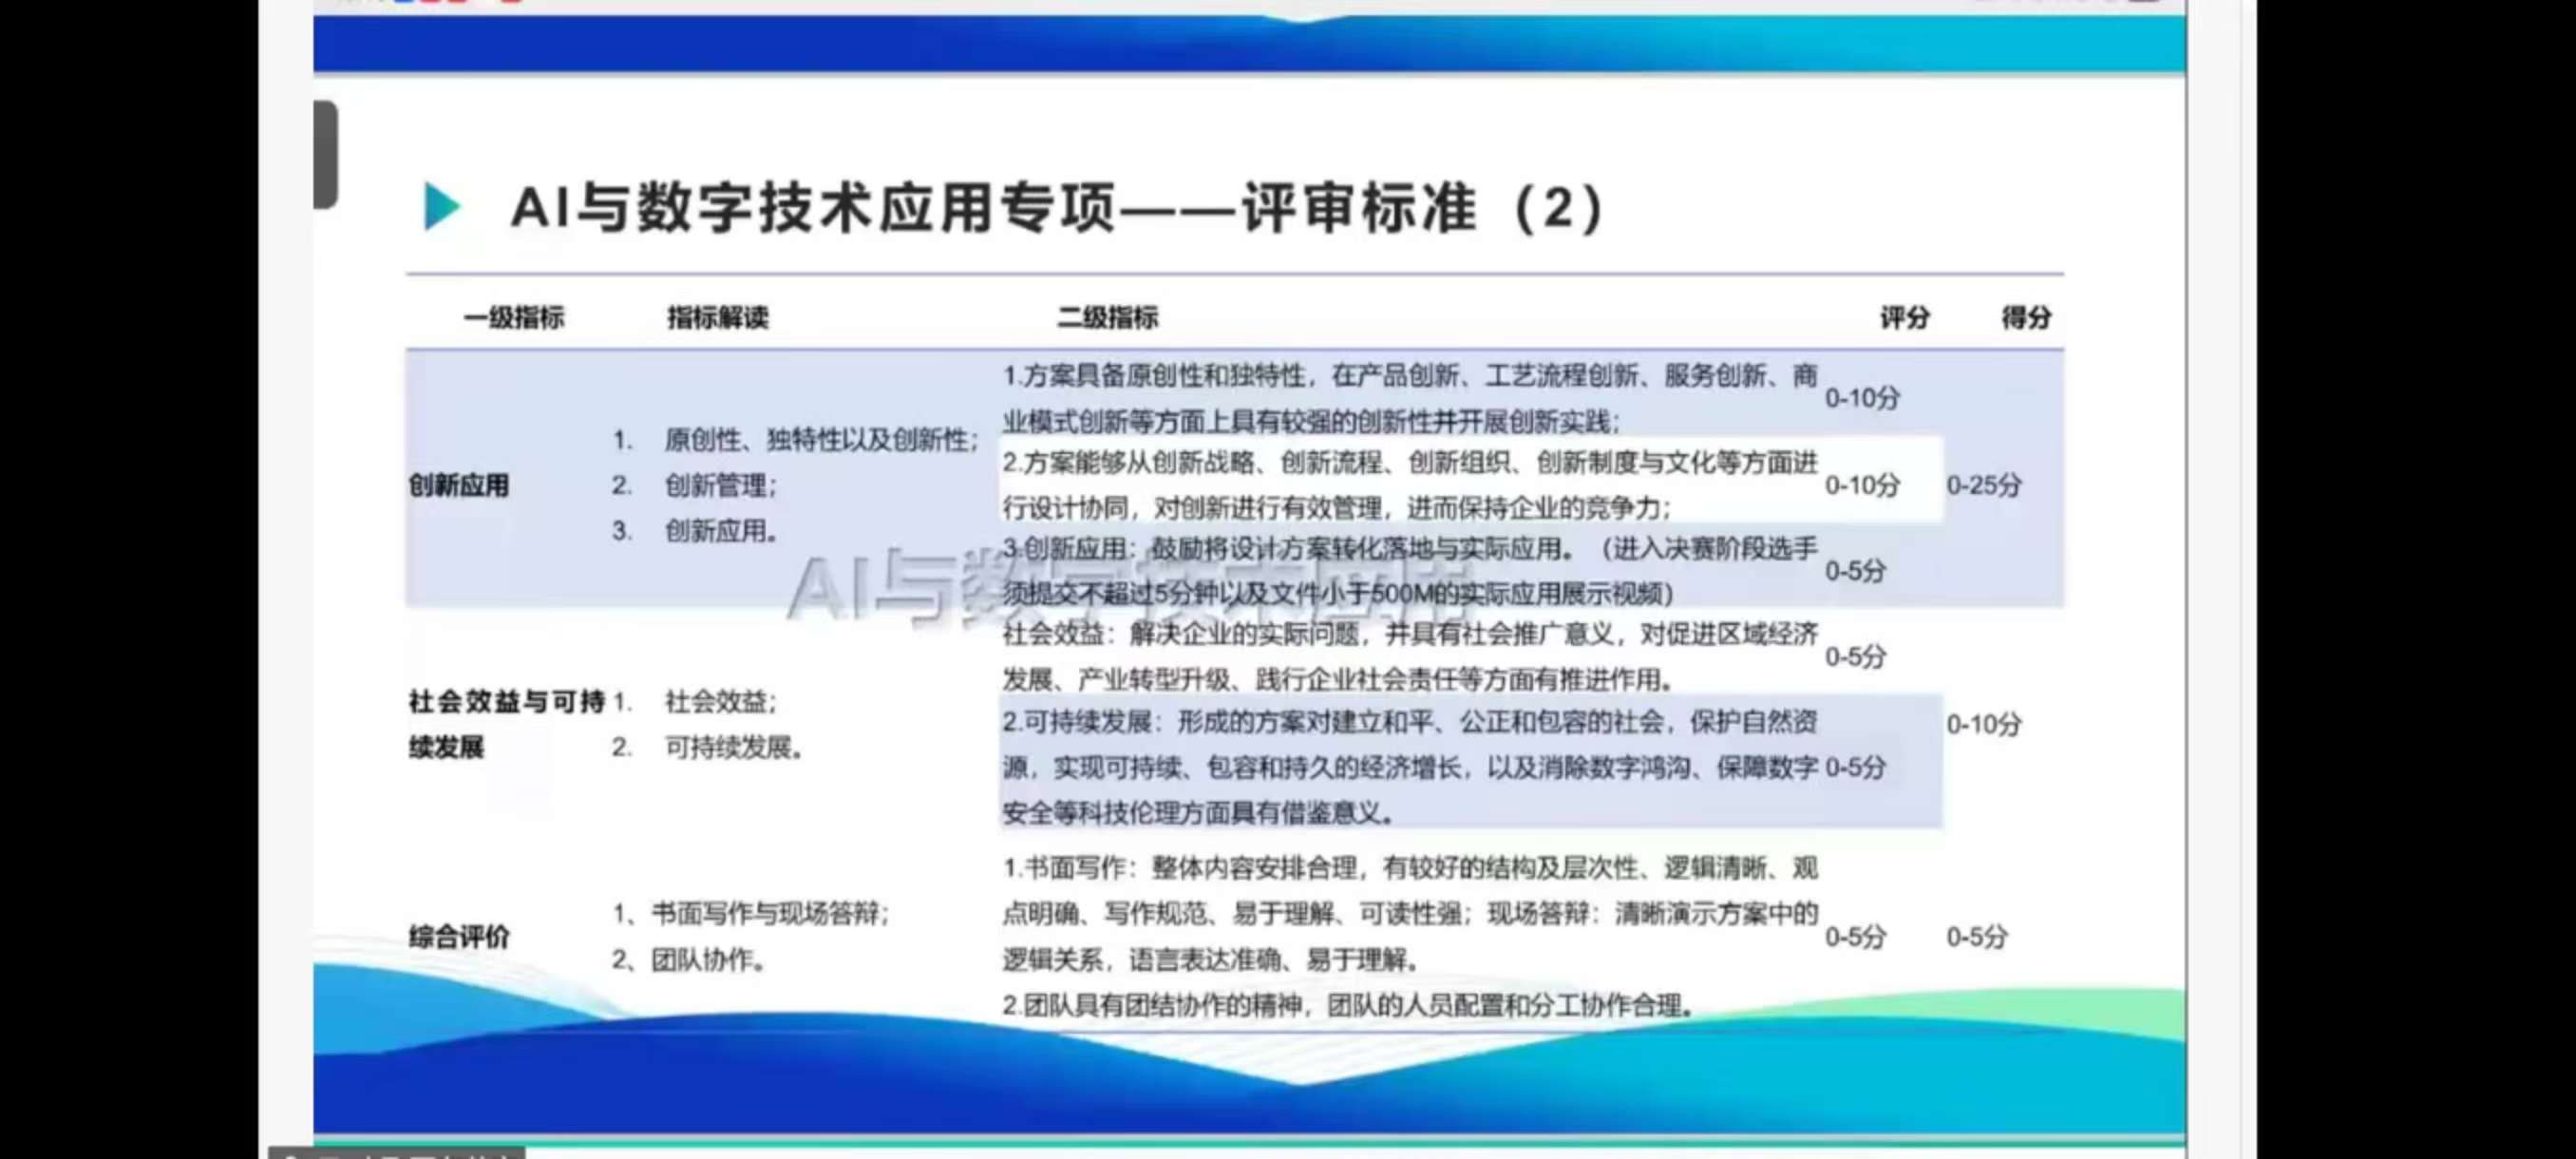 AI与数字技术应用专项——评审标准（2）
一级指标 指标解读 二级指标 评分 得分
创新应用
1. 原创性、独特性以及创新性；
2. 创新管理；
3. 创新应用。
1.方案具备原创性和独特性，在产品创新、工艺流程创新、服务创新、商
业模式创新等方面上具有较强的创新性并开展创新实践；
0-10分
2.方案能够从创新战略、创新流程、创新组织、创新制度与文化等方面进
行设计协同，对创新进行有效管理，进而保持企业的竞争力；
0-10分
3.创新应用：鼓励将设计方案转化落地与实际应用。（进入决赛阶段选手
须提交不超过5分钟以及文件小于500M的实际应用展示视频）
0-5分
0-25分
AI与数字技术应用
社会效益与可持
续发展
1. 社会效益；
2. 可持续发展。
社会效益：解决企业的实际问题，并具有社会推广意义，对促进区域经济
发展、产业转型升级、践行企业社会责任等方面有推进作用。
0-5分
2.可持续发展：形成的方案对建立和平、公正和包容的社会，保护自然资
源，实现可持续、包容和持久的经济增长，以及消除数字鸿沟、保障数字
安全等科技伦理方面具有借鉴意义。
0-5分
0-10分
综合评价
1、书面写作与现场答辩；
2、团队协作。
1.书面写作：整体内容安排合理，有较好的结构及层次性、逻辑清晰、观
点明确、写作规范、易于理解、可读性强；现场答辩：清晰演示方案中的
逻辑关系，语言表达准确、易于理解。
2.团队具有团结协作的精神，团队的人员配置和分工协作合理。
0-5分
0-5分